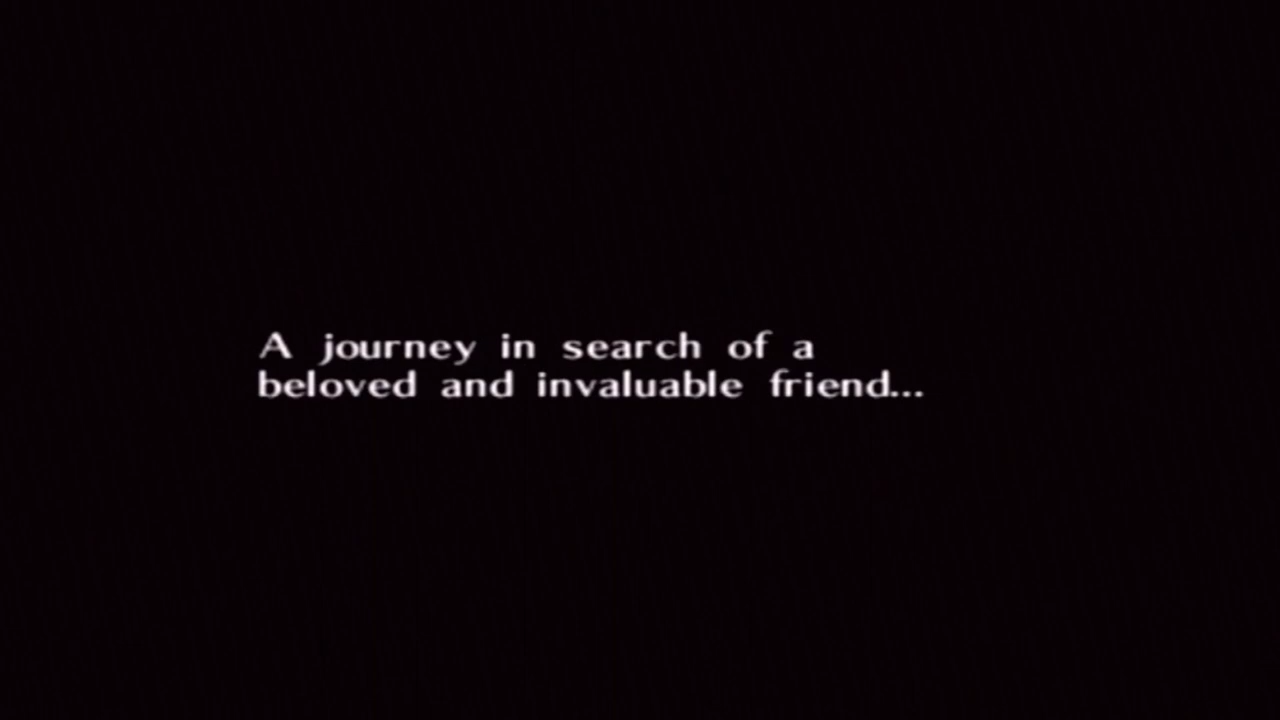 A journey in search of a
beloved and invaluable friend...